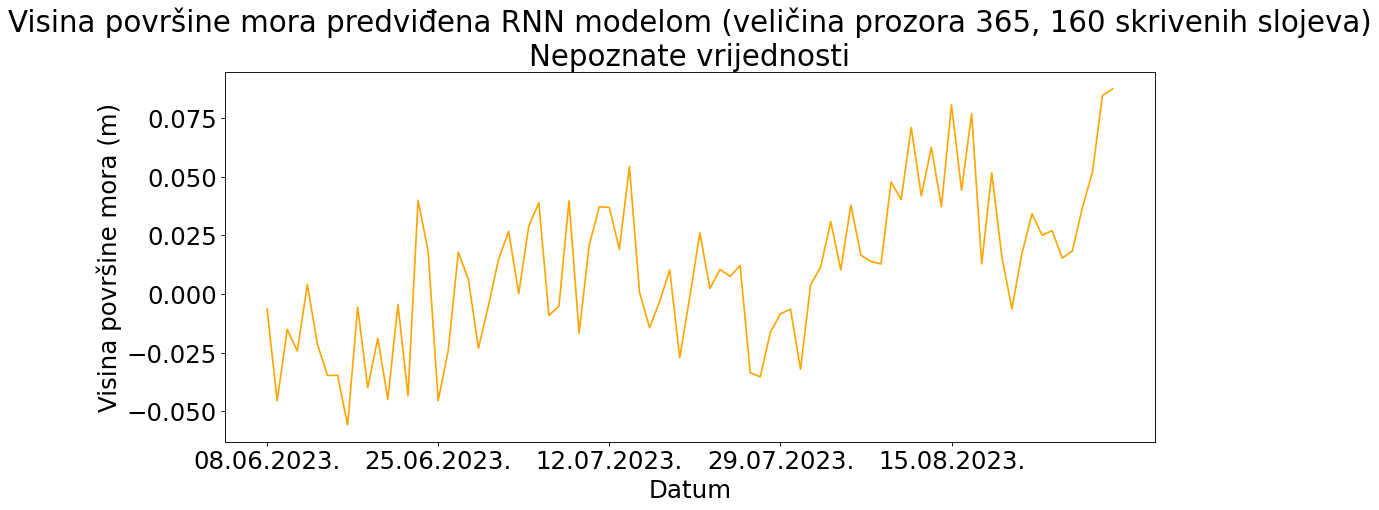 Visina površine mora predviđena RNN modelom (veličina prozora 365, 160 skrivenih slojeva)
Nepoznate vrijednosti
Visina površine mora (m)
0.075
0.050
0.025
0.000
−0.025
−0.050
08.06.2023. 25.06.2023. 12.07.2023. 29.07.2023. 15.08.2023.
Datum